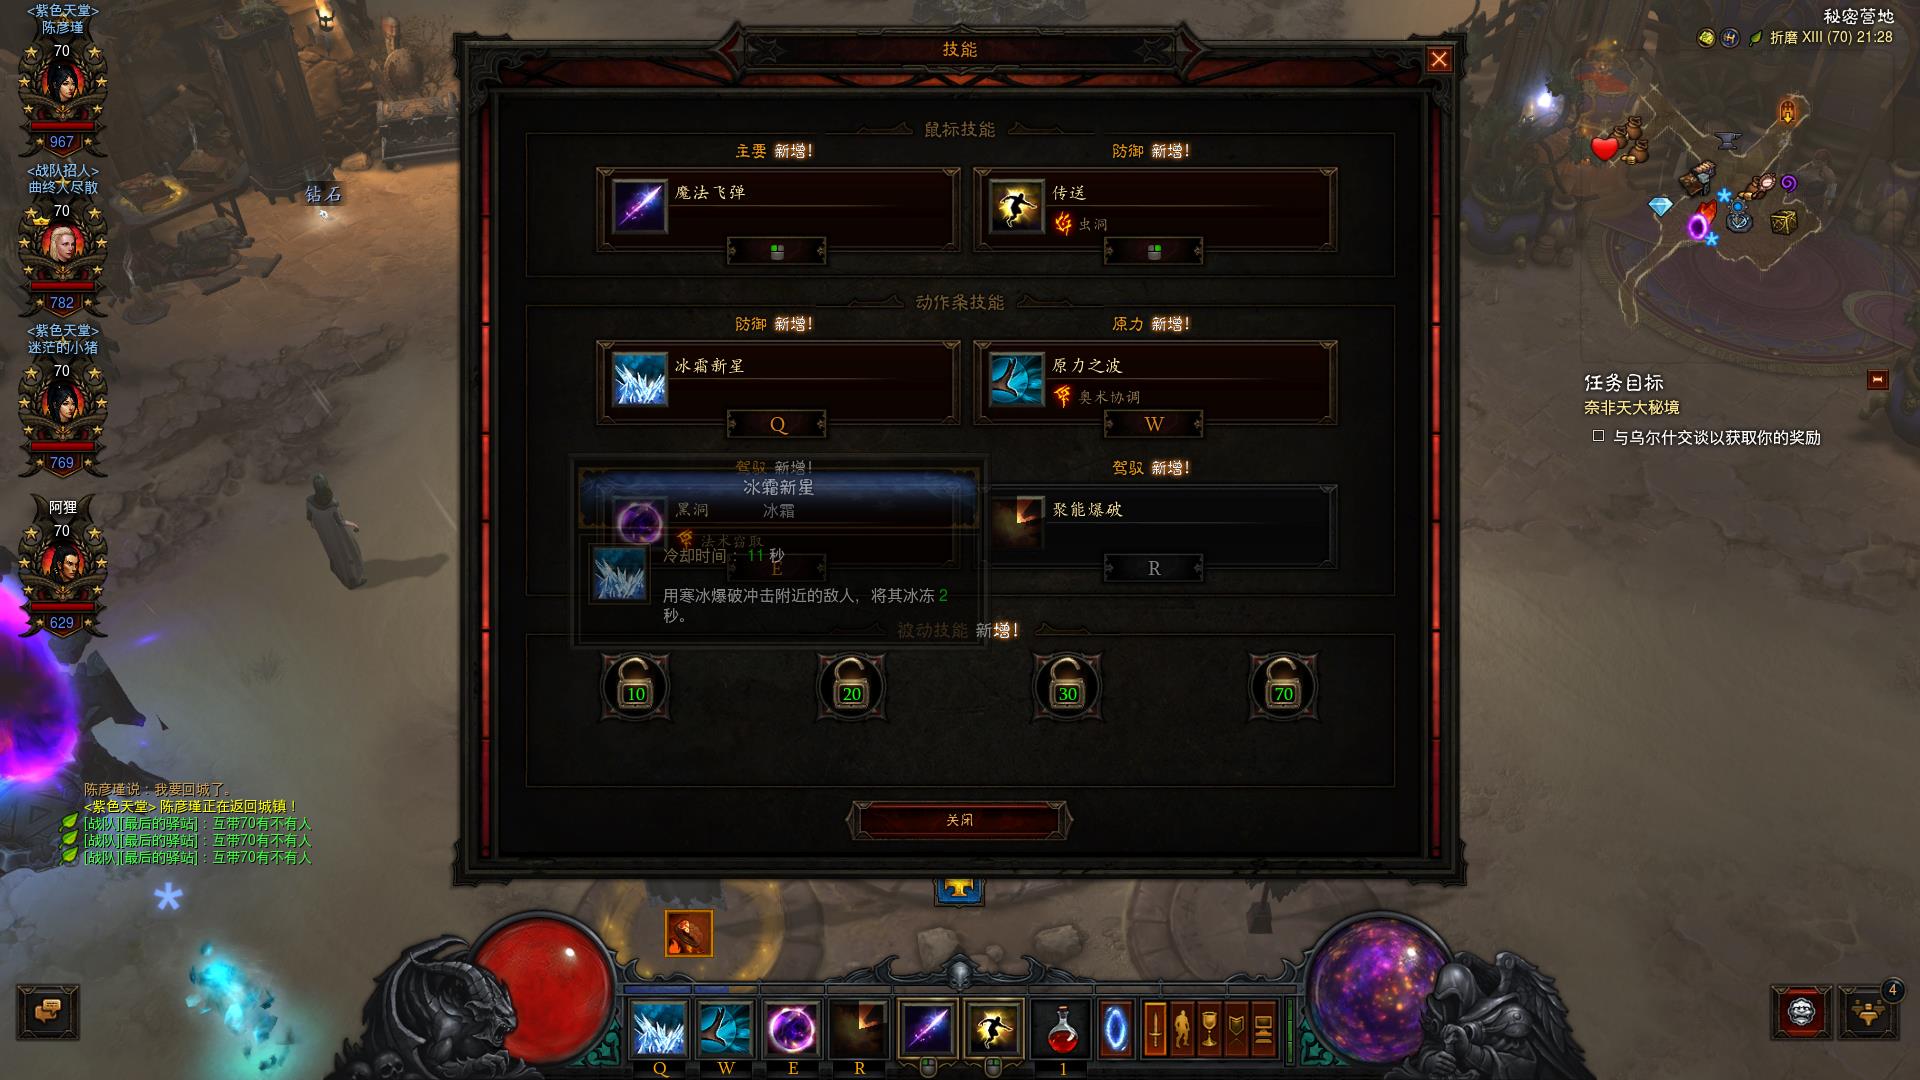 <紫色天堂>
陈彦瑾
70
967
<战队招人>
曲终人尽散
70
782
<紫色天堂>
迷茫的小猪
70
769
阿狸
70
629
钻石
技能
鼠标技能
主要 新增!
魔法飞弹
防御 新增!
传送
虫洞
动作条技能
防御 新增!
冰霜新星
Q
原力 新增!
原力之波
奥术协调
W
驾驭 新增!
黑洞
法术窃取
E
冰霜新星
冰霜
冷却时间：11 秒
用寒冰爆破冲击附近的敌人，将其冰冻 2
秒。
驾驭 新增!
聚能爆破
R
被动技能 新增!
10
20
30
70
关闭
秘密营地
折磨 XIII (70) 21:28
任务目标
奈非天大秘境
与乌尔什交谈以获取你的奖励
陈彦瑾说：我要回城了。
<紫色天堂> 陈彦瑾正在返回城镇！
[战队][最后的驿站]：互带70有不有人
[战队][最后的驿站]：互带70有不有人
[战队][最后的驿站]：互带70有不有人
Q
W
E
R
1
4